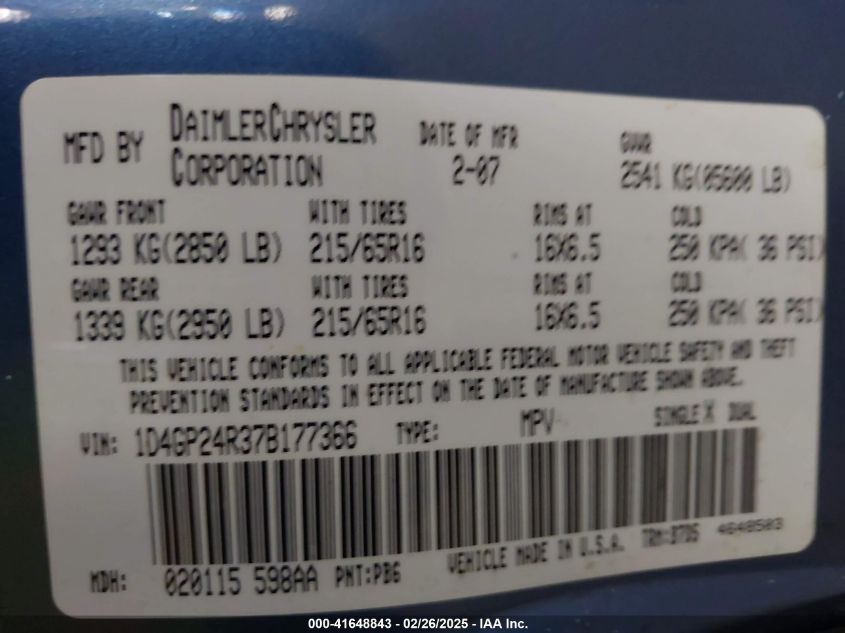 MFD BY DAIMLERCHRYSLER CORPORATION DATE OF MFR 2-07 GVWR 2541 KG(05600 LB)
GAWR FRONT WITH TIRES RIMS AT COLD
1293 KG(2850 LB) 215/65R16 16X6.5 250 KPA( 36 PSI)
GAWR REAR WITH TIRES RIMS AT COLD
1339 KG(2950 LB) 215/65R16 16X6.5 250 KPA( 36 PSI)
THIS VEHICLE CONFORMS TO ALL APPLICABLE FEDERAL MOTOR VEHICLE SAFETY AND THEFT
PREVENTION STANDARDS IN EFFECT ON THE DATE OF MANUFACTURE SHOWN ABOVE.
VIN: 1D4GP24R37B177366 TYPE: MPV SINGLE X DUAL
MDH: 020115 598AA PNT:PB6 VEHICLE MADE IN U.S.A. TRM:B7D5 4648503
000-41648843 - 02/26/2025 - IAA Inc.